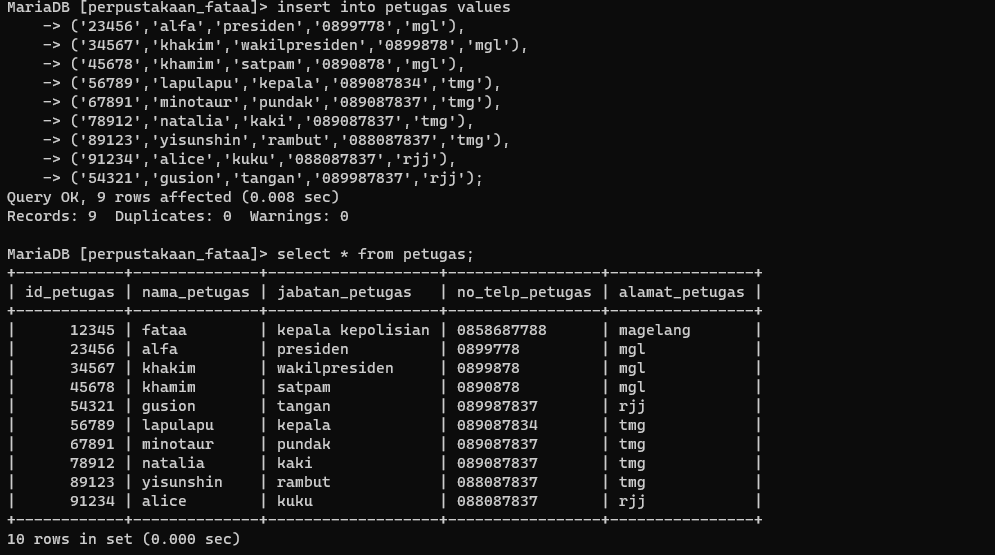 MariaDB [perpustakaan_fataa]> insert into petugas values
    -> ('23456','alfa','presiden','0899778','mgl'),
    -> ('34567','khakim','wakilpresiden','0899878','mgl'),
    -> ('45678','khamim','satpam','0890878','mgl'),
    -> ('56789','lapulapu','kepala','089087834','tmg'),
    -> ('67891','minotaur','pundak','089087837','tmg'),
    -> ('78912','natalia','kaki','089087837','tmg'),
    -> ('89123','yisunshin','rambut','088087837','tmg'),
    -> ('91234','alice','kuku','088087837','rjj'),
    -> ('54321','gusion','tangan','089987837','rjj');
Query OK, 9 rows affected (0.008 sec)
Records: 9  Duplicates: 0  Warnings: 0

MariaDB [perpustakaan_fataa]> select * from petugas;
+------------+--------------+-------------------+-----------------+----------------+
| id_petugas | nama_petugas | jabatan_petugas   | no_telp_petugas | alamat_petugas |
+------------+--------------+-------------------+-----------------+----------------+
|      12345 | fataa        | kepala kepolisian | 0858687788      | magelang       |
|      23456 | alfa         | presiden          | 0899778         | mgl            |
|      34567 | khakim       | wakilpresiden     | 0899878         | mgl            |
|      45678 | khamim       | satpam            | 0890878         | mgl            |
|      54321 | gusion       | tangan            | 089987837       | rjj            |
|      56789 | lapulapu     | kepala            | 089087834       | tmg            |
|      67891 | minotaur     | pundak            | 089087837       | tmg            |
|      78912 | natalia      | kaki              | 089087837       | tmg            |
|      89123 | yisunshin    | rambut            | 088087837       | tmg            |
|      91234 | alice        | kuku              | 088087837       | rjj            |
+------------+--------------+-------------------+-----------------+----------------+
10 rows in set (0.000 sec)